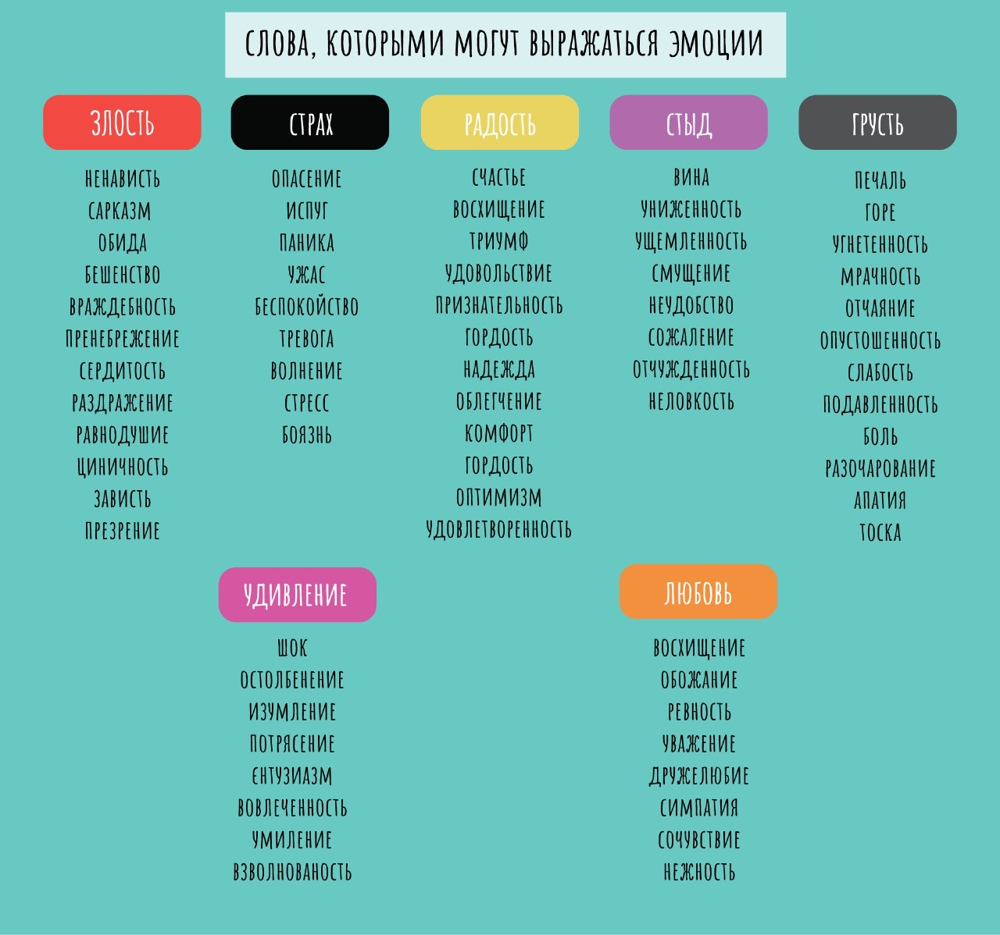 СЛОВА, КОТОРЫМИ МОГУТ ВЫРАЖАТЬСЯ ЭМОЦИИ
ЗЛОСТЬ
НЕНАВИСТЬ
САРКАЗМ
ОБИДА
БЕШЕНСТВО
ВРАЖДЕБНОСТЬ
ПРЕНЕБРЕЖЕНИЕ
СЕРДИТОСТЬ
РАЗДРАЖЕНИЕ
РАВНОДУШИЕ
ЦИНИЧНОСТЬ
ЗАВИСТЬ
ПРЕЗРЕНИЕ
СТРАХ
ОПАСЕНИЕ
ИСПУГ
ПАНИКА
УЖАС
БЕСПОКОЙСТВО
ТРЕВОГА
ВОЛНЕНИЕ
СТРЕСС
БОЯЗНЬ
РАДОСТЬ
СЧАСТЬЕ
ВОСХИЩЕНИЕ
ТРИУМФ
УДОВОЛЬСТВИЕ
ПРИЗНАТЕЛЬНОСТЬ
ГОРДОСТЬ
НАДЕЖДА
ОБЛЕГЧЕНИЕ
КОМФОРТ
ГОРДОСТЬ
ОПТИМИЗМ
УДОВЛЕТВОРЕННОСТЬ
СТЫД
ВИНА
УНИЖЕННОСТЬ
УЩЕМЛЕННОСТЬ
СМУЩЕНИЕ
НЕУДОБСТВО
СОЖАЛЕНИЕ
ОТЧУЖДЕННОСТЬ
НЕЛОВКОСТЬ
ГРУСТЬ
ПЕЧАЛЬ
ГОРЕ
УГНЕТЕННОСТЬ
МРАЧНОСТЬ
ОТЧАЯНИЕ
ОПУСТОШЕННОСТЬ
СЛАБОСТЬ
ПОДАВЛЕННОСТЬ
БОЛЬ
РАЗОЧАРОВАНИЕ
АПАТИЯ
ТОСКА
УДИВЛЕНИЕ
ШОК
ОСТОЛБЕНЕНИЕ
ИЗУМЛЕНИЕ
ПОТРЯСЕНИЕ
ЄНТУЗИАЗМ
ВОВЛЕЧЕННОСТЬ
УМИЛЕНИЕ
ВЗВОЛНОВАНОСТЬ
ЛЮБОВЬ
ВОСХИЩЕНИЕ
ОБОЖАНИЕ
РЕВНОСТЬ
УВАЖЕНИЕ
ДРУЖЕЛЮБИЕ
СИМПАТИЯ
СОЧУВСТВИЕ
НЕЖНОСТЬ